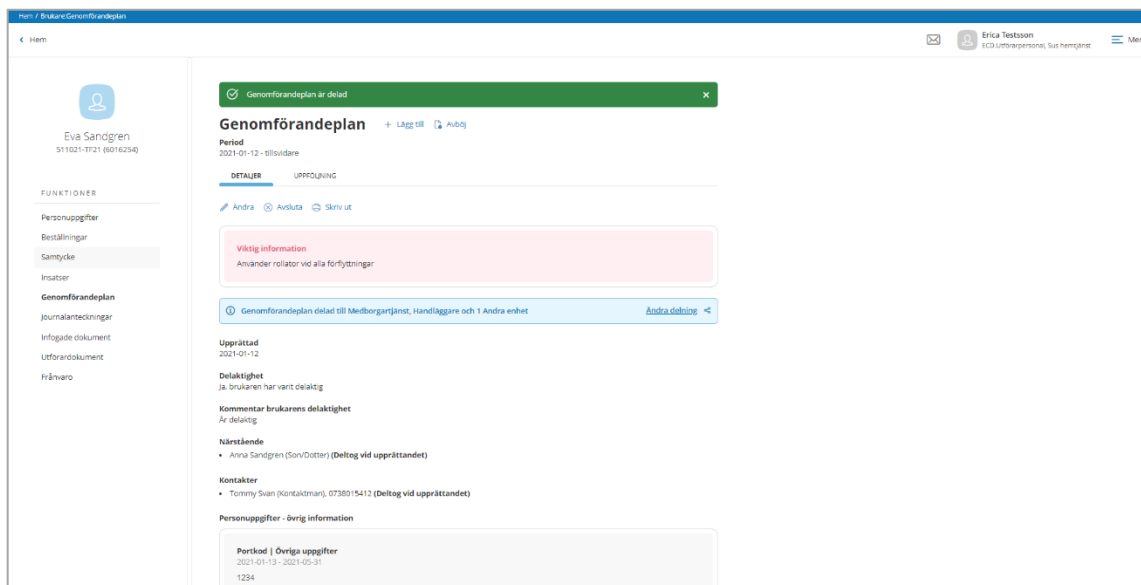 Hem / Brukare:Genomförandeplan
Hem
Erica Testsson
ECD.Utförarpersonal, Sus hemtjänst
Eva Sandgren
511021-TF21 (6016254)
FUNKTIONER
Personuppgifter
Beställningar
Samtycke
Insatser
Genomförandeplan
Journalanteckningar
Infogade dokument
Utförardokument
Frånvaro
Genomförandeplan är delad
Genomförandeplan + Lägg till Avböj
Period
2021-01-12 - tillsvidare
DETALJER UPPFÖLJNING
Ändra Avsluta Skriv ut
Viktig information
Använder rollator vid alla förflyttningar
Genomförandeplan delad till Medborgartjänst, Handläggare och 1 Andra enhet Ändra delning
Upprättad
2021-01-12
Delaktighet
Ja, brukaren har varit delaktig
Kommentar brukarens delaktighet
Är delaktig
Närstående
• Anna Sandgren (Son/Dotter) (Deltog vid upprättandet)
Kontakter
• Tommy Svan (Kontaktman), 0738015412 (Deltog vid upprättandet)
Personuppgifter - övrig information
Portkod | Övriga uppgifter
2021-01-13 - 2021-05-31
1234